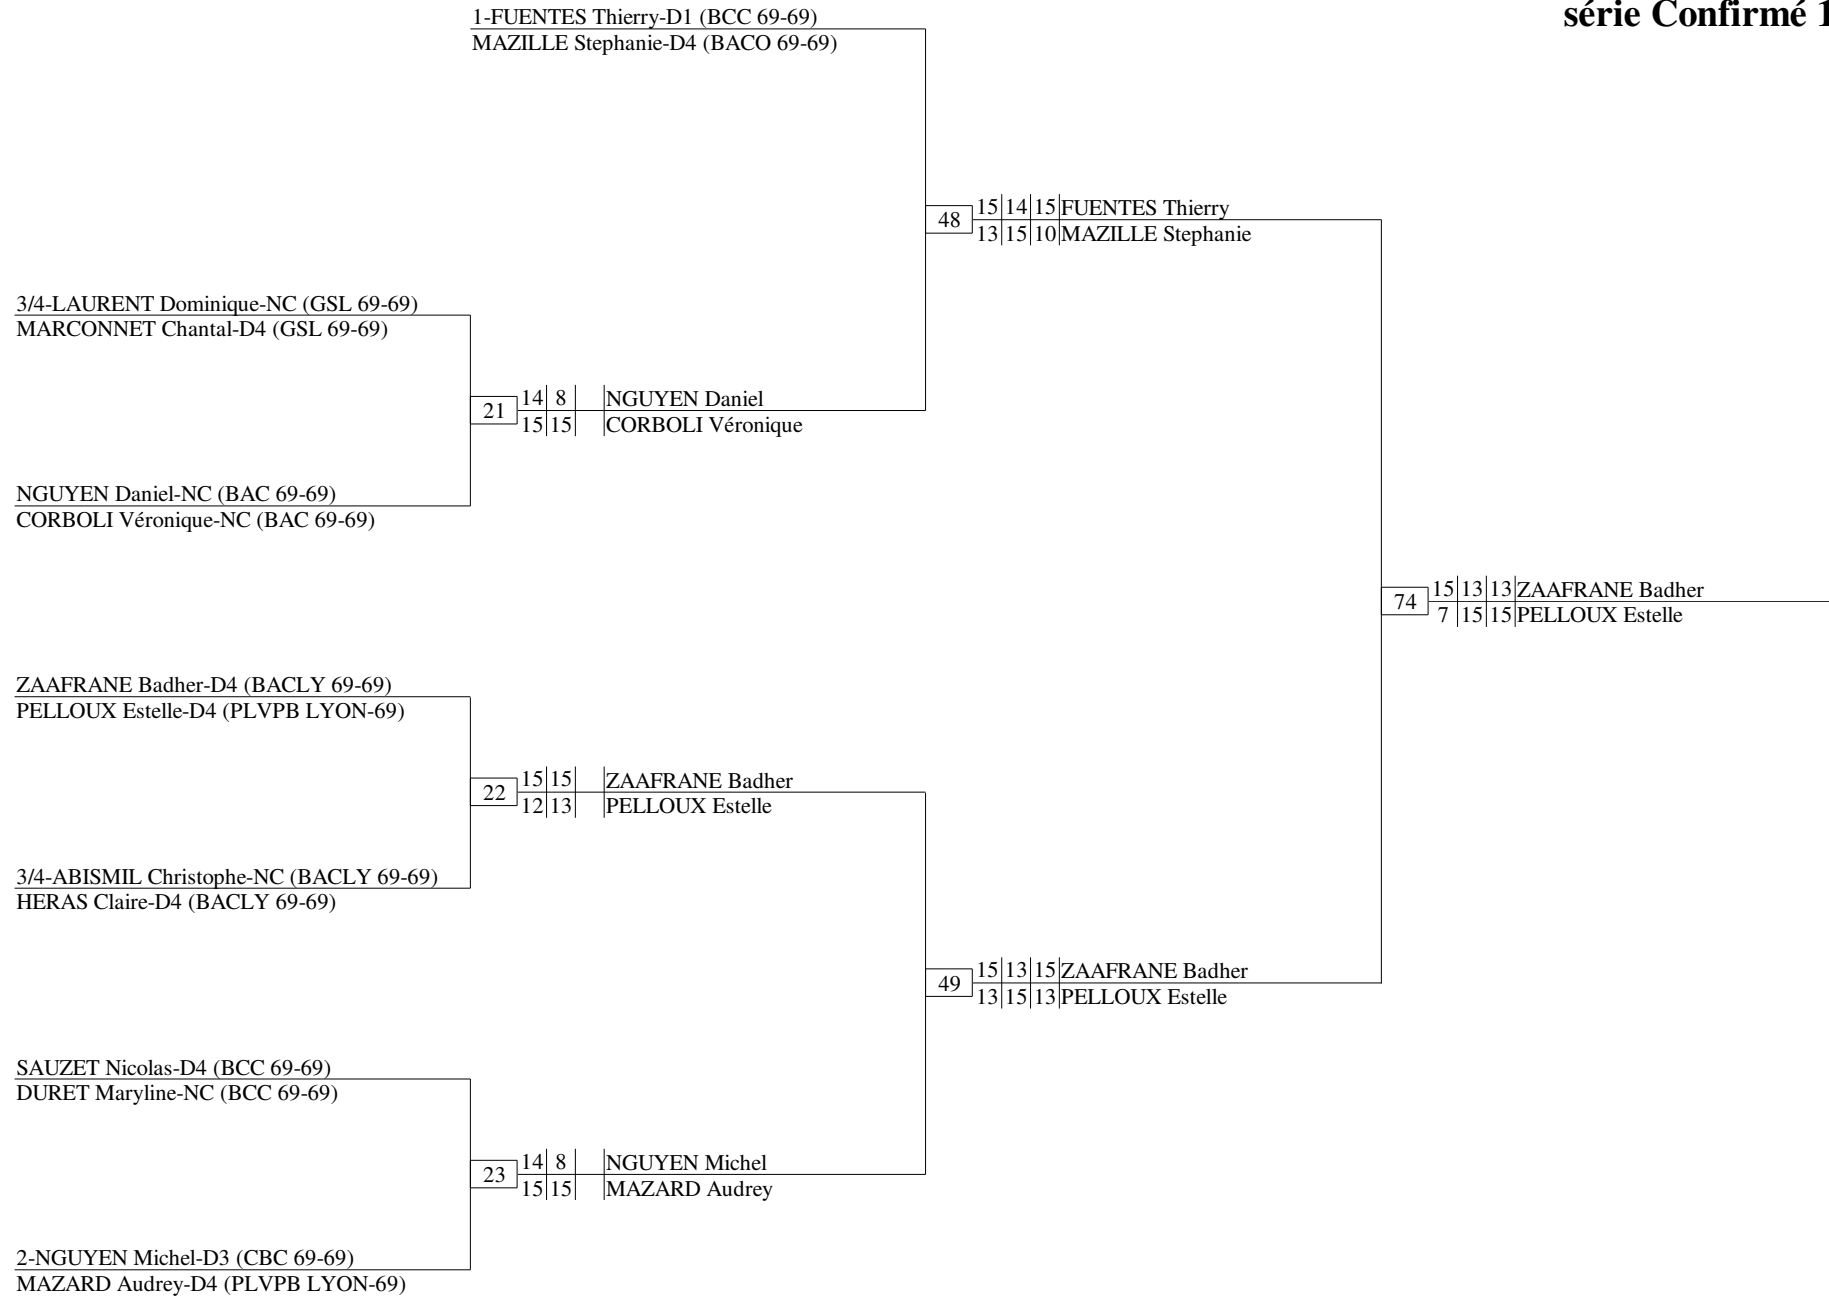 série Confirmé 1
1-FUENTES Thierry-D1 (BCC 69-69)
MAZILLE Stephanie-D4 (BACO 69-69)
48 15 14 15 FUENTES Thierry
13 15 10 MAZILLE Stephanie
3/4-LAURENT Dominique-NC (GSL 69-69)
MARCONNET Chantal-D4 (GSL 69-69)
21 14 8 NGUYEN Daniel
15 15 CORBOLI Véronique
NGUYEN Daniel-NC (BAC 69-69)
CORBOLI Véronique-NC (BAC 69-69)
74 15 13 13 ZAAFRANE Badher
7 15 15 PELLOUX Estelle
ZAAFRANE Badher-D4 (BACLY 69-69)
PELLOUX Estelle-D4 (PLVPB LYON-69)
22 15 15 ZAAFRANE Badher
12 13 PELLOUX Estelle
3/4-ABISMIL Christophe-NC (BACLY 69-69)
HERAS Claire-D4 (BACLY 69-69)
49 15 13 15 ZAAFRANE Badher
13 15 13 PELLOUX Estelle
SAUZET Nicolas-D4 (BCC 69-69)
DURET Maryline-NC (BCC 69-69)
23 14 8 NGUYEN Michel
15 15 MAZARD Audrey
2-NGUYEN Michel-D3 (CBC 69-69)
MAZARD Audrey-D4 (PLVPB LYON-69)